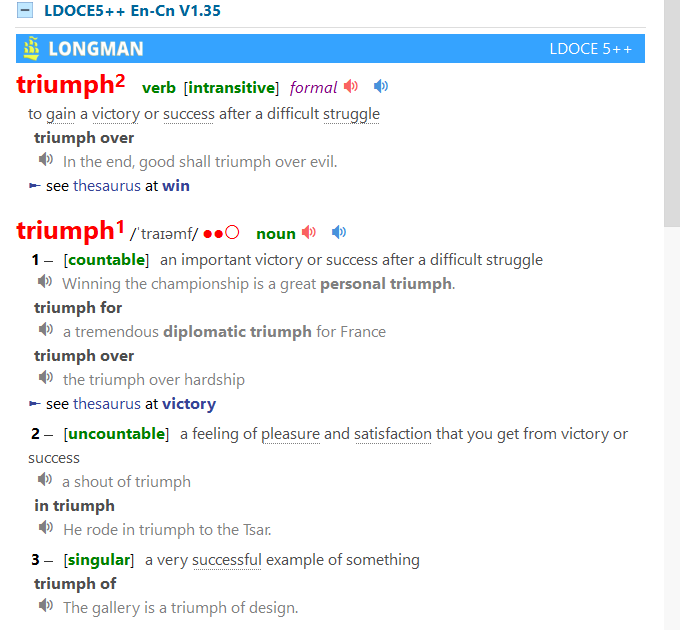 LDOCE5++ En-Cn V1.35
LONGMAN LDOCE 5++
triumph2 verb [intransitive] formal
to gain a victory or success after a difficult struggle
triumph over
In the end, good shall triumph over evil.
►– see thesaurus at win
triumph1 /ˈtraɪəmf/ ●●○ noun
1 – [countable] an important victory or success after a difficult struggle
Winning the championship is a great personal triumph.
triumph for
a tremendous diplomatic triumph for France
triumph over
the triumph over hardship
►– see thesaurus at victory
2 – [uncountable] a feeling of pleasure and satisfaction that you get from victory or
success
a shout of triumph
in triumph
He rode in triumph to the Tsar.
3 – [singular] a very successful example of something
triumph of
The gallery is a triumph of design.